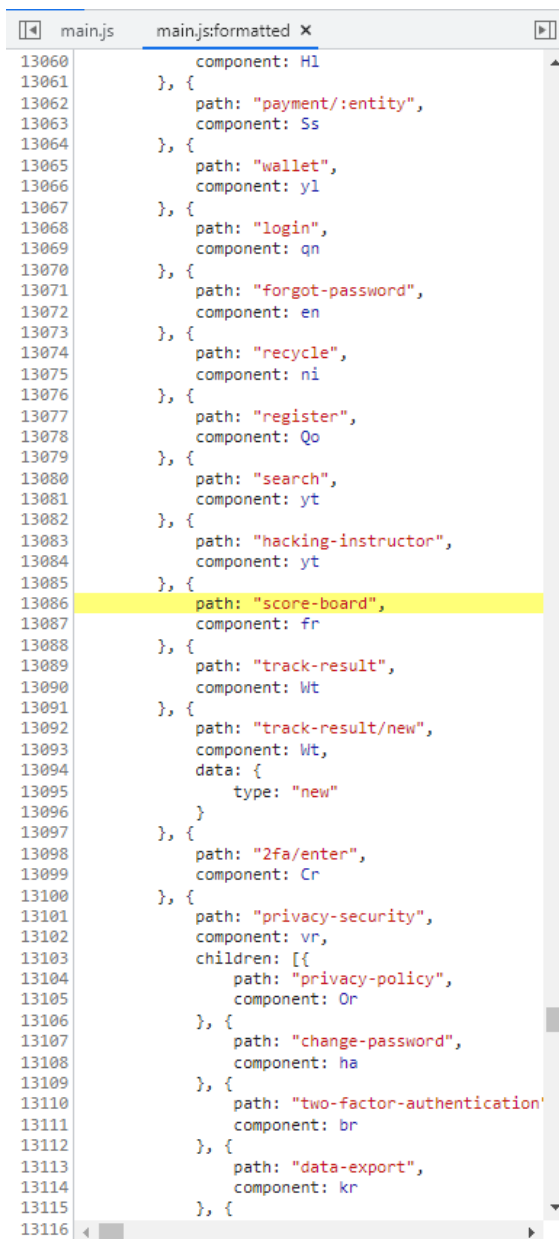 main.js main.js:formatted ×
13060 component: Hl
13061 }, {
13062 path: "payment/:entity",
13063 component: Ss
13064 }, {
13065 path: "wallet",
13066 component: yl
13067 }, {
13068 path: "login",
13069 component: qn
13070 }, {
13071 path: "forgot-password",
13072 component: en
13073 }, {
13074 path: "recycle",
13075 component: ni
13076 }, {
13077 path: "register",
13078 component: Qo
13079 }, {
13080 path: "search",
13081 component: yt
13082 }, {
13083 path: "hacking-instructor",
13084 component: yt
13085 }, {
13086 path: "score-board",
13087 component: fr
13088 }, {
13089 path: "track-result",
13090 component: Wt
13091 }, {
13092 path: "track-result/new",
13093 component: Wt,
13094 data: {
13095 type: "new"
13096 }
13097 }, {
13098 path: "2fa/enter",
13099 component: Cr
13100 }, {
13101 path: "privacy-security",
13102 component: vr,
13103 children: [{
13104 path: "privacy-policy",
13105 component: Or
13106 }, {
13107 path: "change-password",
13108 component: ha
13109 }, {
13110 path: "two-factor-authentication"
13111 component: br
13112 }, {
13113 path: "data-export",
13114 component: kr
13115 }, {
13116